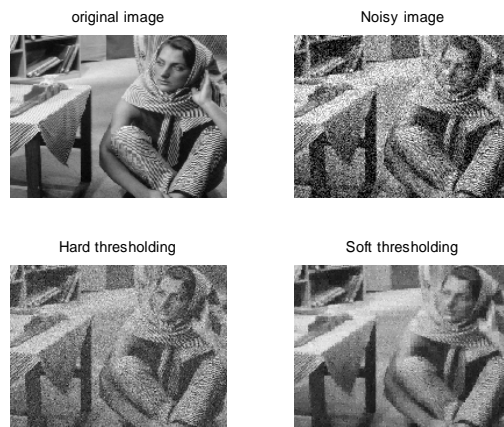 original image
Noisy image
Hard thresholding
Soft thresholding